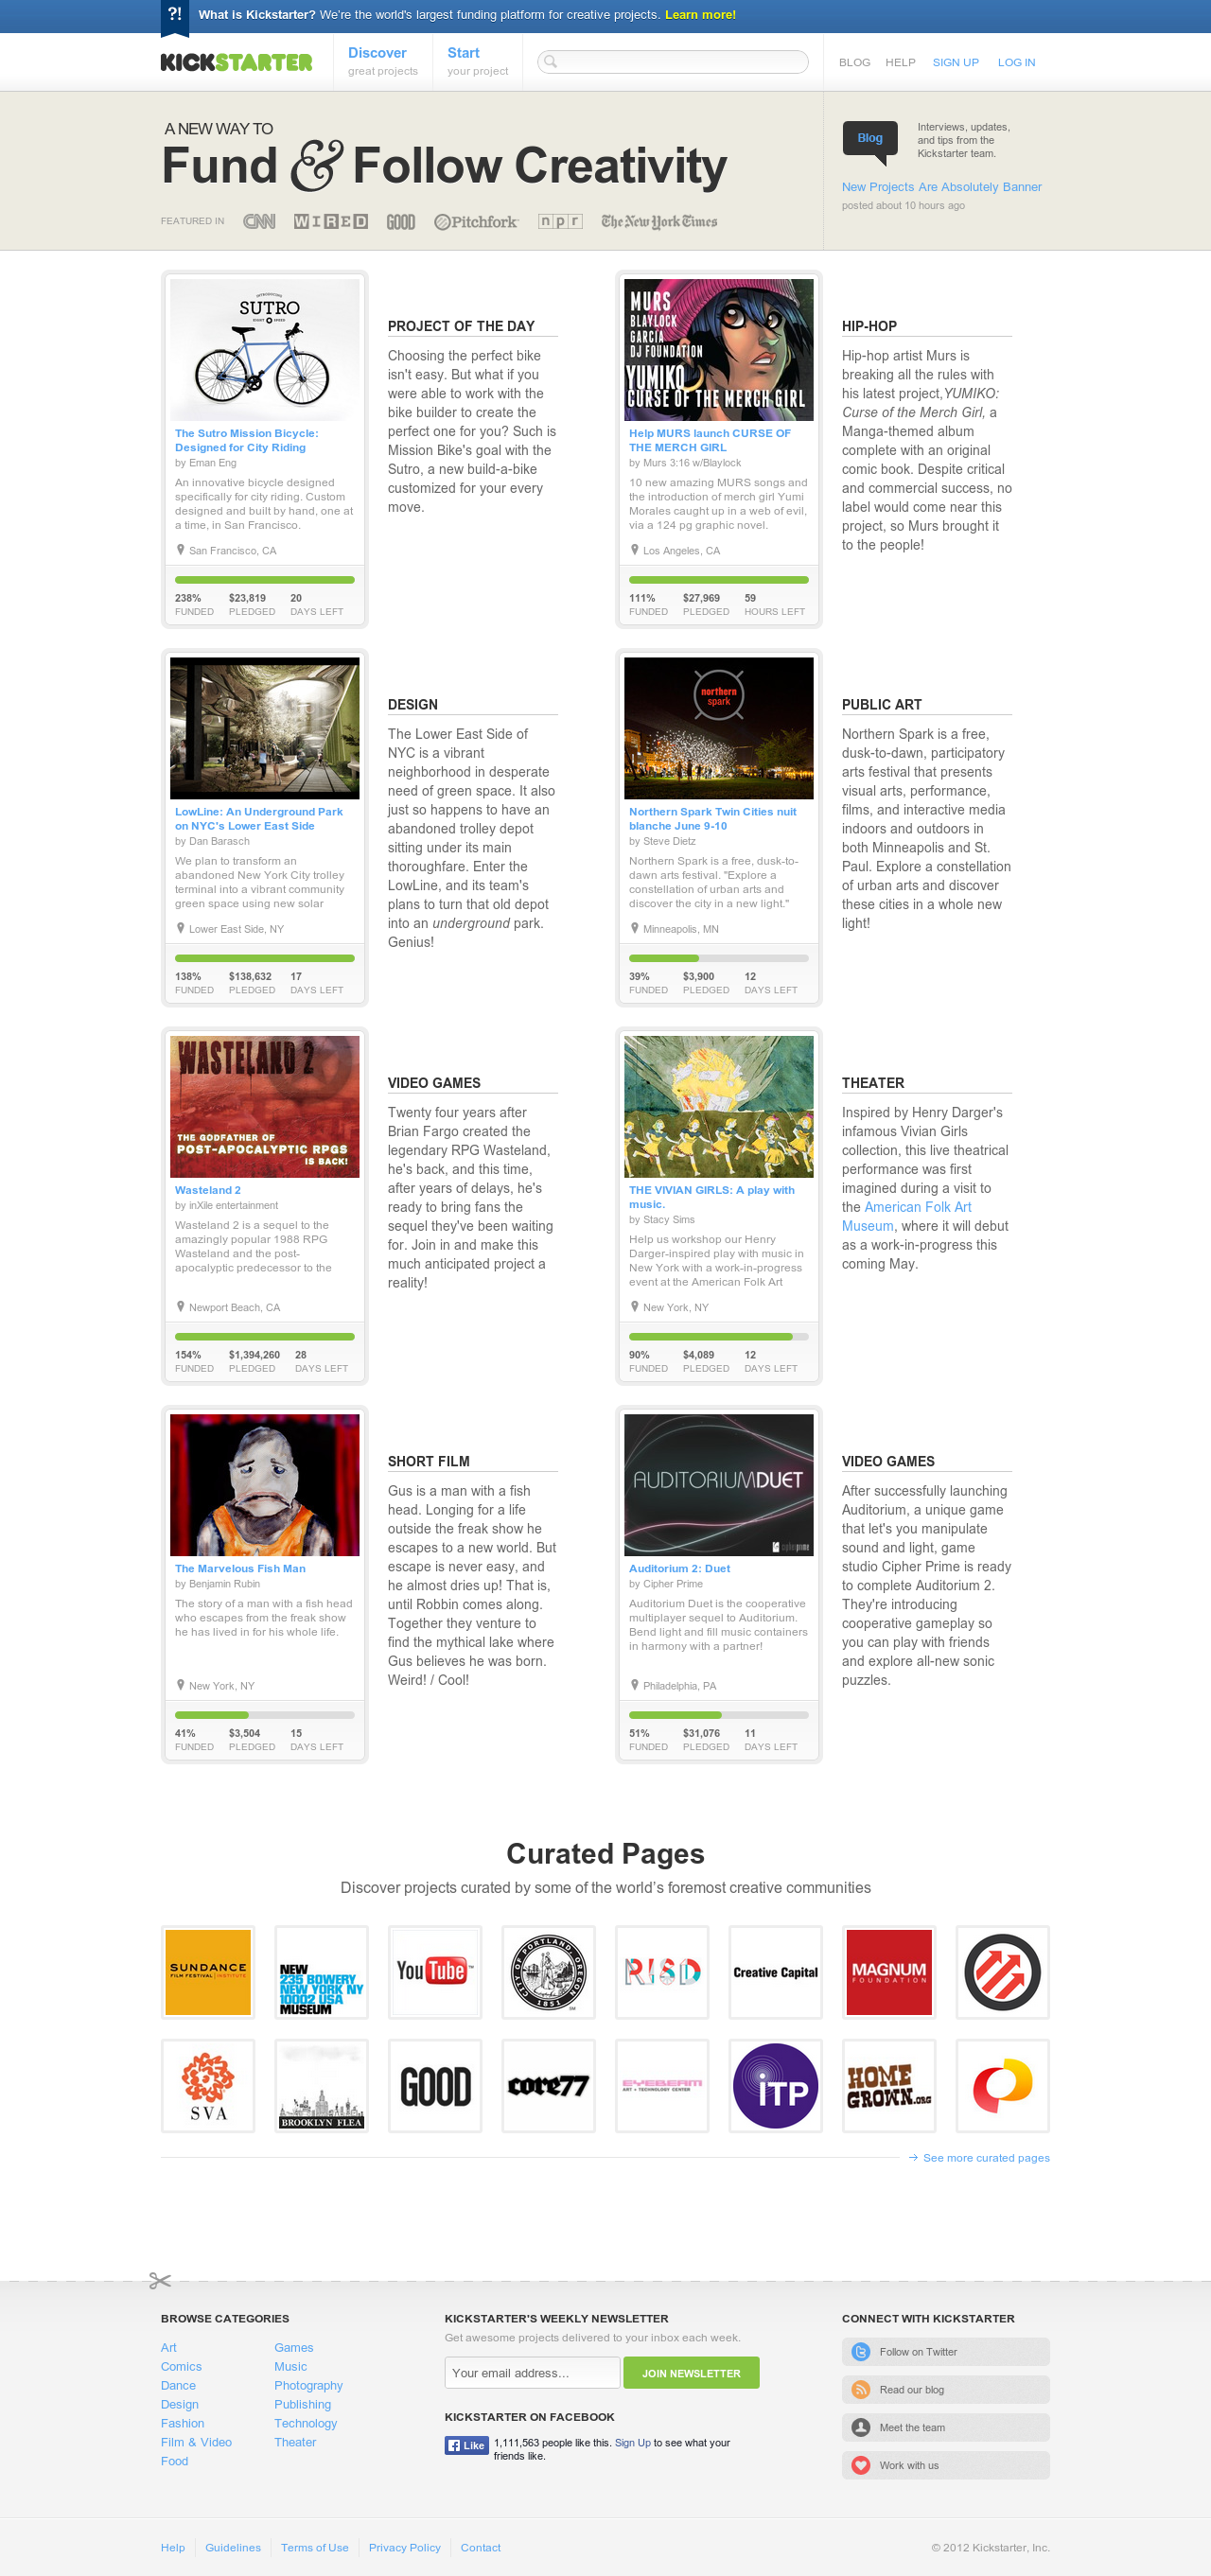 ?! What is Kickstarter? We're the world's largest funding platform for creative projects. Learn more!
KICKSTARTER
Discover
great projects
Start
your project
BLOG HELP SIGN UP LOG IN
A NEW WAY TO
Fund & Follow Creativity
FEATURED IN CNN WIRED GOOD Pitchfork npr The New York Times
Blog
Interviews, updates,
and tips from the
Kickstarter team.
New Projects Are Absolutely Banner
posted about 10 hours ago
INTRODUCING
SUTRO
EIGHT SPEED
The Sutro Mission Bicycle:
Designed for City Riding
by Eman Eng
An innovative bicycle designed
specifically for city riding. Custom
designed and built by hand, one at
a time, in San Francisco.
San Francisco, CA
238% $23,819 20
FUNDED PLEDGED DAYS LEFT
PROJECT OF THE DAY
Choosing the perfect bike
isn't easy. But what if you
were able to work with the
bike builder to create the
perfect one for you? Such is
Mission Bike's goal with the
Sutro, a new build-a-bike
customized for your every
move.
MURS
BLAYLOCK
GARCIA
DJ FOUNDATION
YUMIKO
CURSE OF THE MERCH GIRL
Help MURS launch CURSE OF
THE MERCH GIRL
by Murs 3:16 w/Blaylock
10 new amazing MURS songs and
the introduction of merch girl Yumi
Morales caught up in a web of evil,
via a 124 pg graphic novel.
Los Angeles, CA
111% $27,969 59
FUNDED PLEDGED HOURS LEFT
HIP-HOP
Hip-hop artist Murs is
breaking all the rules with
his latest project,YUMIKO:
Curse of the Merch Girl, a
Manga-themed album
complete with an original
comic book. Despite critical
and commercial success, no
label would come near this
project, so Murs brought it
to the people!
LowLine: An Underground Park
on NYC's Lower East Side
by Dan Barasch
We plan to transform an
abandoned New York City trolley
terminal into a vibrant community
green space using new solar
Lower East Side, NY
138% $138,632 17
FUNDED PLEDGED DAYS LEFT
DESIGN
The Lower East Side of
NYC is a vibrant
neighborhood in desperate
need of green space. It also
just so happens to have an
abandoned trolley depot
sitting under its main
thoroughfare. Enter the
LowLine, and its team's
plans to turn that old depot
into an underground park.
Genius!
northern
spark
Northern Spark Twin Cities nuit
blanche June 9-10
by Steve Dietz
Northern Spark is a free, dusk-to-
dawn arts festival. "Explore a
constellation of urban arts and
discover the city in a new light."
Minneapolis, MN
39% $3,900 12
FUNDED PLEDGED DAYS LEFT
PUBLIC ART
Northern Spark is a free,
dusk-to-dawn, participatory
arts festival that presents
visual arts, performance,
films, and interactive media
indoors and outdoors in
both Minneapolis and St.
Paul. Explore a constellation
of urban arts and discover
these cities in a whole new
light!
WASTELAND 2
THE GODFATHER OF
POST-APOCALYPTIC RPGS
IS BACK!
Wasteland 2
by inXile entertainment
Wasteland 2 is a sequel to the
amazingly popular 1988 RPG
Wasteland and the post-
apocalyptic predecessor to the
Newport Beach, CA
154% $1,394,260 28
FUNDED PLEDGED DAYS LEFT
VIDEO GAMES
Twenty four years after
Brian Fargo created the
legendary RPG Wasteland,
he's back, and this time,
after years of delays, he's
ready to bring fans the
sequel they've been waiting
for. Join in and make this
much anticipated project a
reality!
THE VIVIAN GIRLS: A play with
music.
by Stacy Sims
Help us workshop our Henry
Darger-inspired play with music in
New York with a work-in-progress
event at the American Folk Art
New York, NY
90% $4,089 12
FUNDED PLEDGED DAYS LEFT
THEATER
Inspired by Henry Darger's
infamous Vivian Girls
collection, this live theatrical
performance was first
imagined during a visit to
the American Folk Art
Museum, where it will debut
as a work-in-progress this
coming May.
The Marvelous Fish Man
by Benjamin Rubin
The story of a man with a fish head
who escapes from the freak show
he has lived in for his whole life.
New York, NY
41% $3,504 15
FUNDED PLEDGED DAYS LEFT
SHORT FILM
Gus is a man with a fish
head. Longing for a life
outside the freak show he
escapes to a new world. But
escape is never easy, and
he almost dries up! That is,
until Robbin comes along.
Together they venture to
find the mythical lake where
Gus believes he was born.
Weird! / Cool!
AUDITORIUMDUET
cipherprime
Auditorium 2: Duet
by Cipher Prime
Auditorium Duet is the cooperative
multiplayer sequel to Auditorium.
Bend light and fill music containers
in harmony with a partner!
Philadelphia, PA
51% $31,076 11
FUNDED PLEDGED DAYS LEFT
VIDEO GAMES
After successfully launching
Auditorium, a unique game
that let's you manipulate
sound and light, game
studio Cipher Prime is ready
to complete Auditorium 2.
They're introducing
cooperative gameplay so
you can play with friends
and explore all-new sonic
puzzles.
Curated Pages
Discover projects curated by some of the world's foremost creative communities
SUNDANCE
FILM FESTIVAL INSTITUTE
NEW
235 BOWERY
NEW YORK NY
10002 USA
MUSEUM
YouTube™
CITY OF PORTLAND, OREGON
1851
RISD
Creative Capital
MAGNUM
FOUNDATION
SVA
BROOKLYN FLEA
GOOD
core77
EYEBEAM
ART + TECHNOLOGY CENTER
iTP
HOME
GROWN.ORG
See more curated pages
BROWSE CATEGORIES
Art
Comics
Dance
Design
Fashion
Film & Video
Food
Games
Music
Photography
Publishing
Technology
Theater
KICKSTARTER'S WEEKLY NEWSLETTER
Get awesome projects delivered to your inbox each week.
Your email address... JOIN NEWSLETTER
KICKSTARTER ON FACEBOOK
Like 1,111,563 people like this. Sign Up to see what your
friends like.
CONNECT WITH KICKSTARTER
Follow on Twitter
Read our blog
Meet the team
Work with us
Help Guidelines Terms of Use Privacy Policy Contact
© 2012 Kickstarter, Inc.